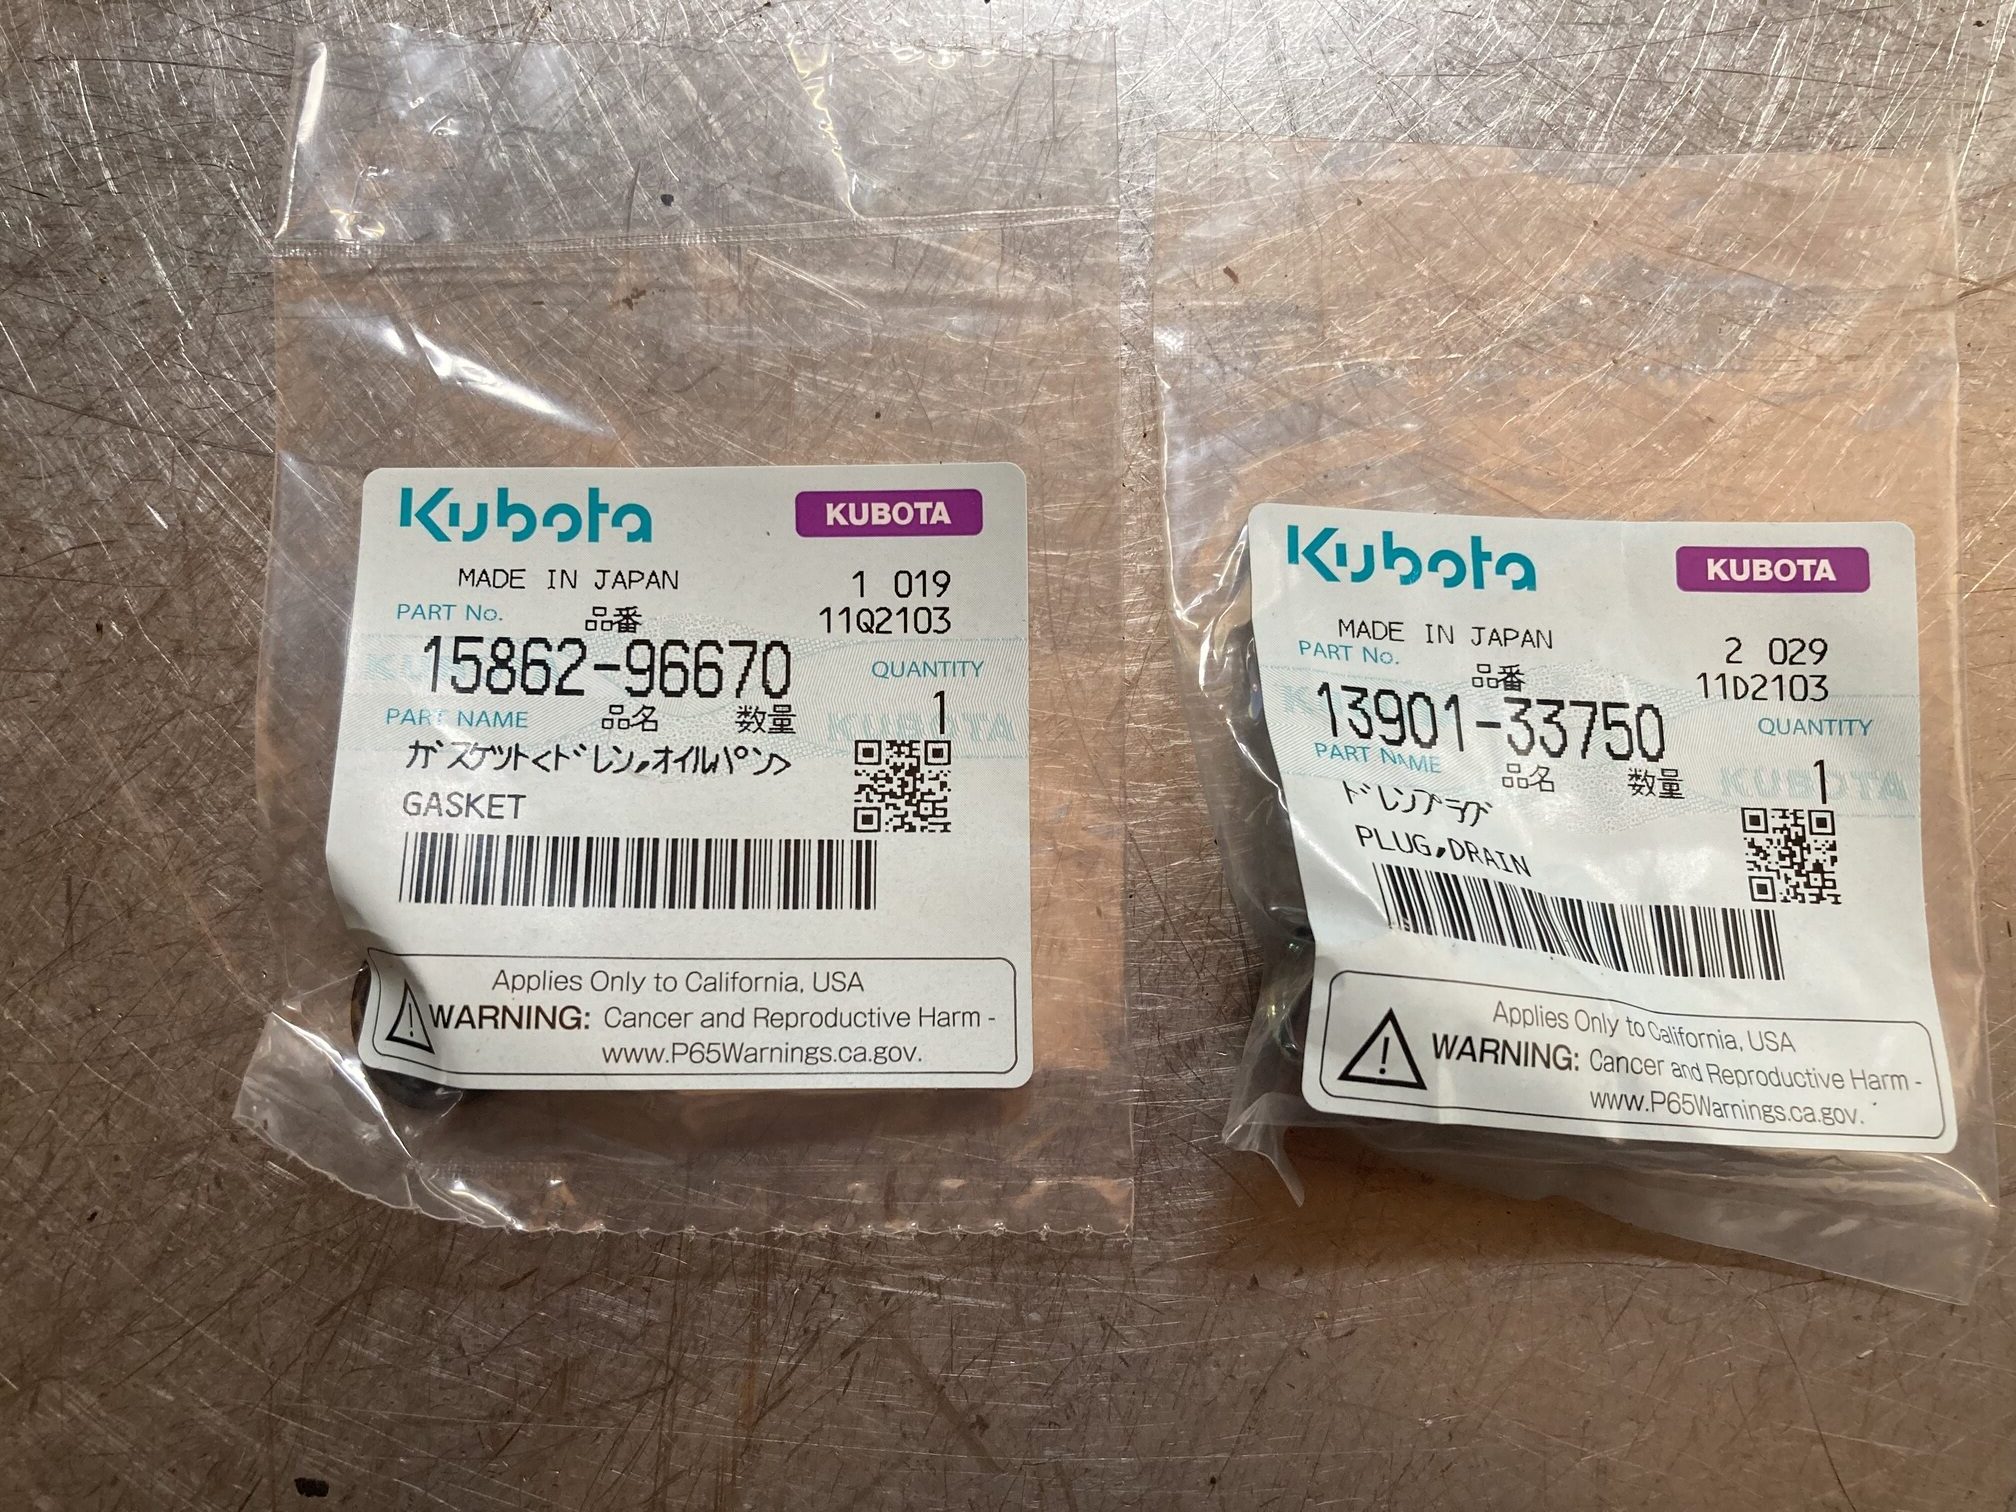 Kubota KUBOTA
MADE IN JAPAN 1 019
PART No. 品番 11Q2103
15862-96670 QUANTITY
PART NAME 品名 数量 1
ガスケット<ドレン,オイルパン>
GASKET
Applies Only to California, USA
WARNING: Cancer and Reproductive Harm -
www.P65Warnings.ca.gov.
Kubota KUBOTA
MADE IN JAPAN 2 029
PART No. 品番 11D2103
13901-33750 QUANTITY
PART NAME 品名 数量 1
ドレンプラグ
PLUG,DRAIN
Applies Only to California, USA
WARNING: Cancer and Reproductive Harm -
www.P65Warnings.ca.gov.